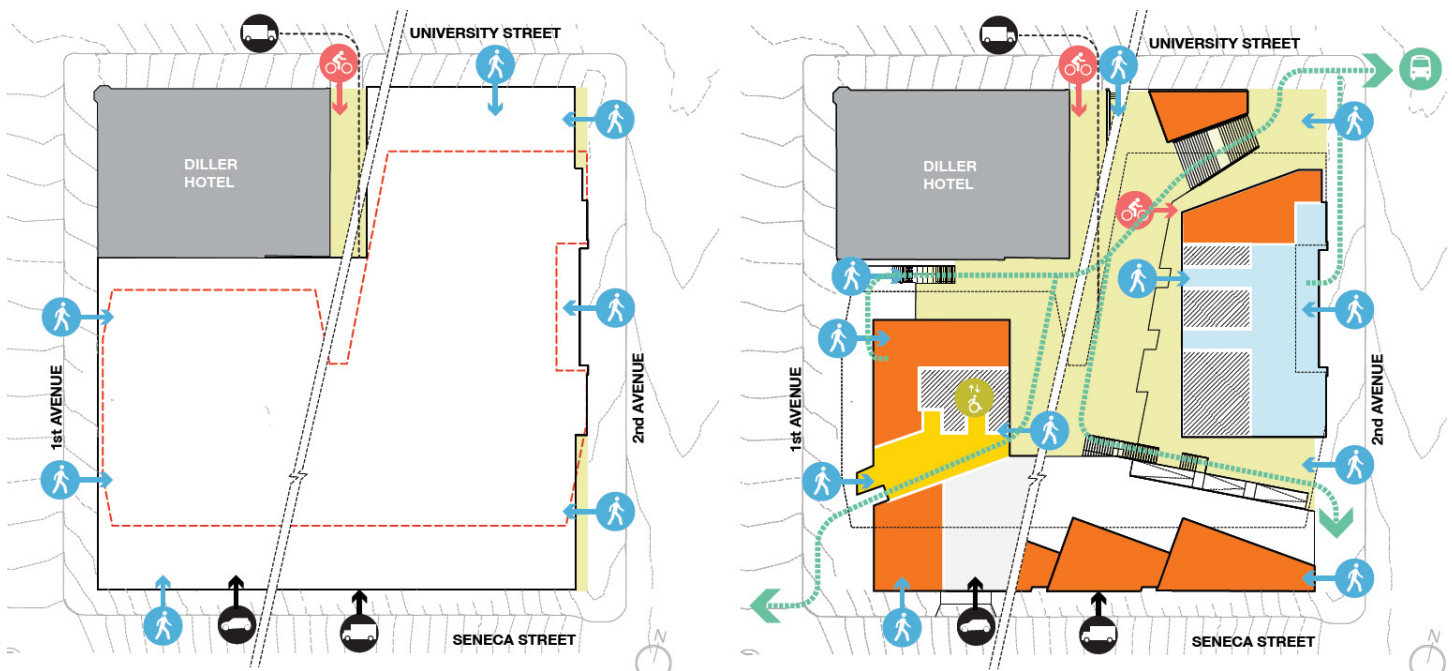 UNIVERSITY STREET
DILLER
HOTEL
1st AVENUE
2nd AVENUE
SENECA STREET
N
UNIVERSITY STREET
DILLER
HOTEL
1st AVENUE
2nd AVENUE
SENECA STREET
N